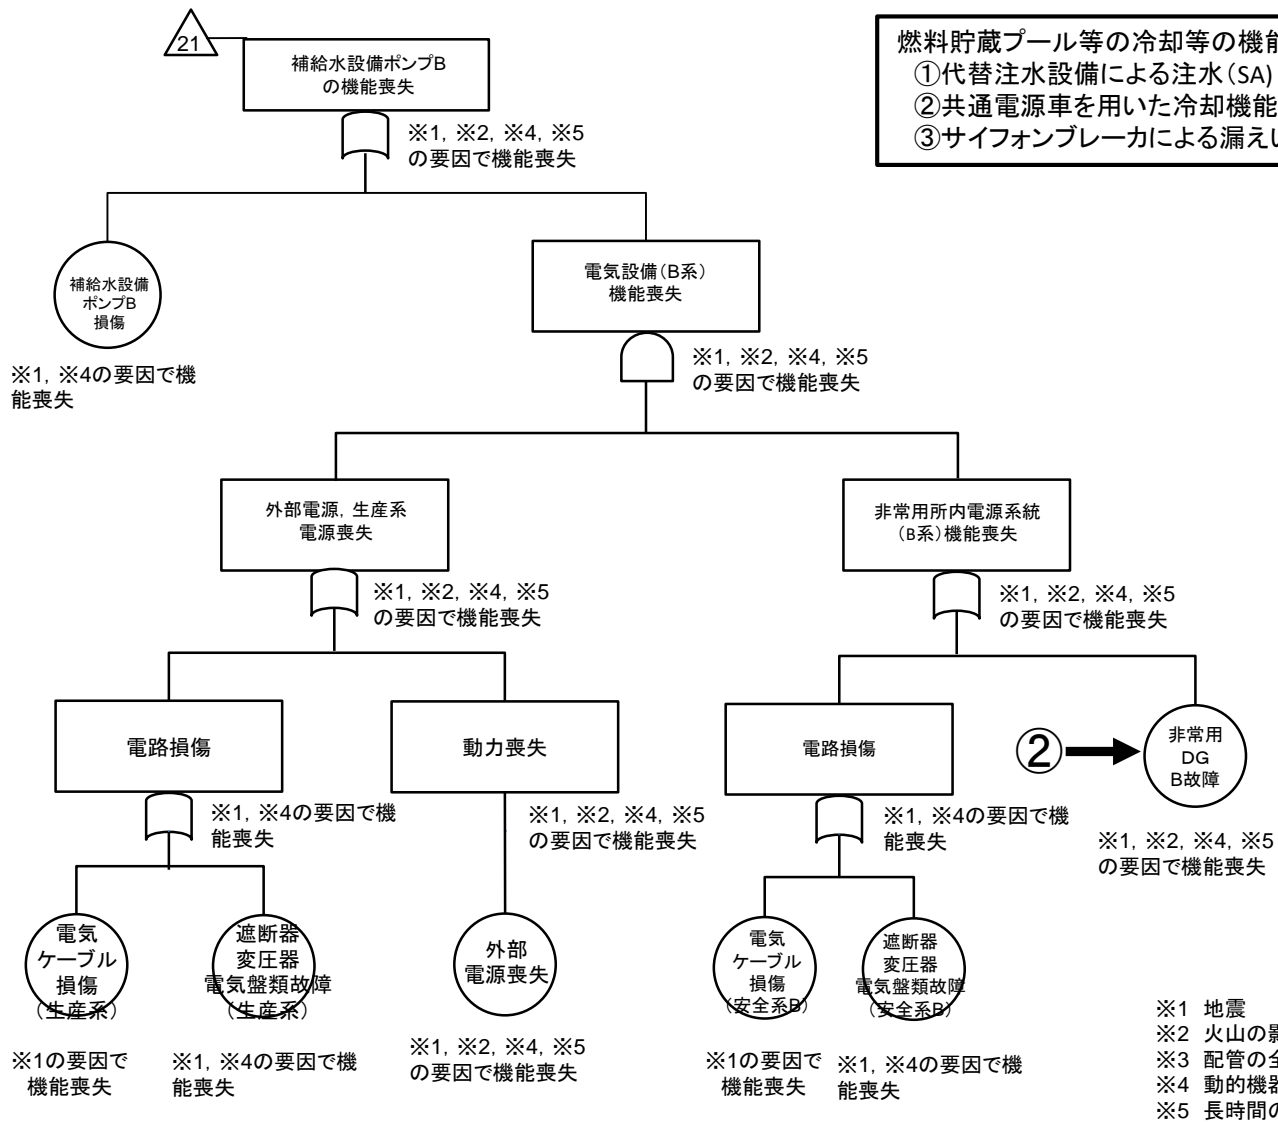 21
補給水設備ポンプB
の機能喪失
※1, ※2, ※4, ※5
の要因で機能喪失
燃料貯蔵プール等の冷却等の機能
①代替注水設備による注水(SA)
②共通電源車を用いた冷却機能
③サイフォンブレーカによる漏えい
補給水設備
ポンプB
損傷
※1, ※4の要因で機
能喪失
電気設備(B系)
機能喪失
※1, ※2, ※4, ※5
の要因で機能喪失
外部電源, 生産系
電源喪失
※1, ※2, ※4, ※5
の要因で機能喪失
非常用所内電源系統
(B系)機能喪失
※1, ※2, ※4, ※5
の要因で機能喪失
電路損傷
※1, ※4の要因で機
能喪失
動力喪失
※1, ※2, ※4, ※5
の要因で機能喪失
電路損傷
※1, ※4の要因で機
能喪失
②
非常用
DG
B故障
※1, ※2, ※4, ※5
の要因で機能喪失
電気
ケーブル
損傷
(生産系)
※1の要因で
機能喪失
遮断器
変圧器
電気盤類故障
(生産系)
※1, ※4の要因で機
能喪失
外部
電源喪失
※1, ※2, ※4, ※5
の要因で機能喪失
電気
ケーブル
損傷
(安全系B)
※1の要因で
機能喪失
遮断器
変圧器
電気盤類故障
(安全系B)
※1, ※4の要因で機
能喪失
※1 地震
※2 火山の影
※3 配管の全
※4 動的機器
※5 長時間の